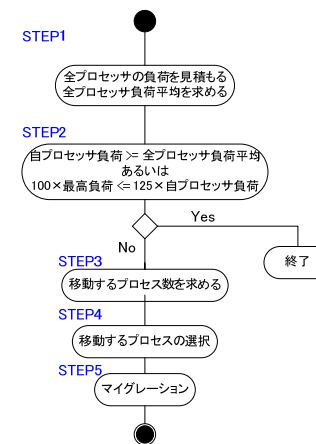 STEP1
全プロセッサの負荷を見積もる
全プロセッサ負荷平均を求める
STEP2
自プロセッサ負荷>=全プロセッサ負荷平均
あるいは
100×最高負荷<=125×自プロセッサ負荷
Yes
No
終了
STEP3
移動するプロセス数を求める
STEP4
移動するプロセスの選択
STEP5
マイグレーション